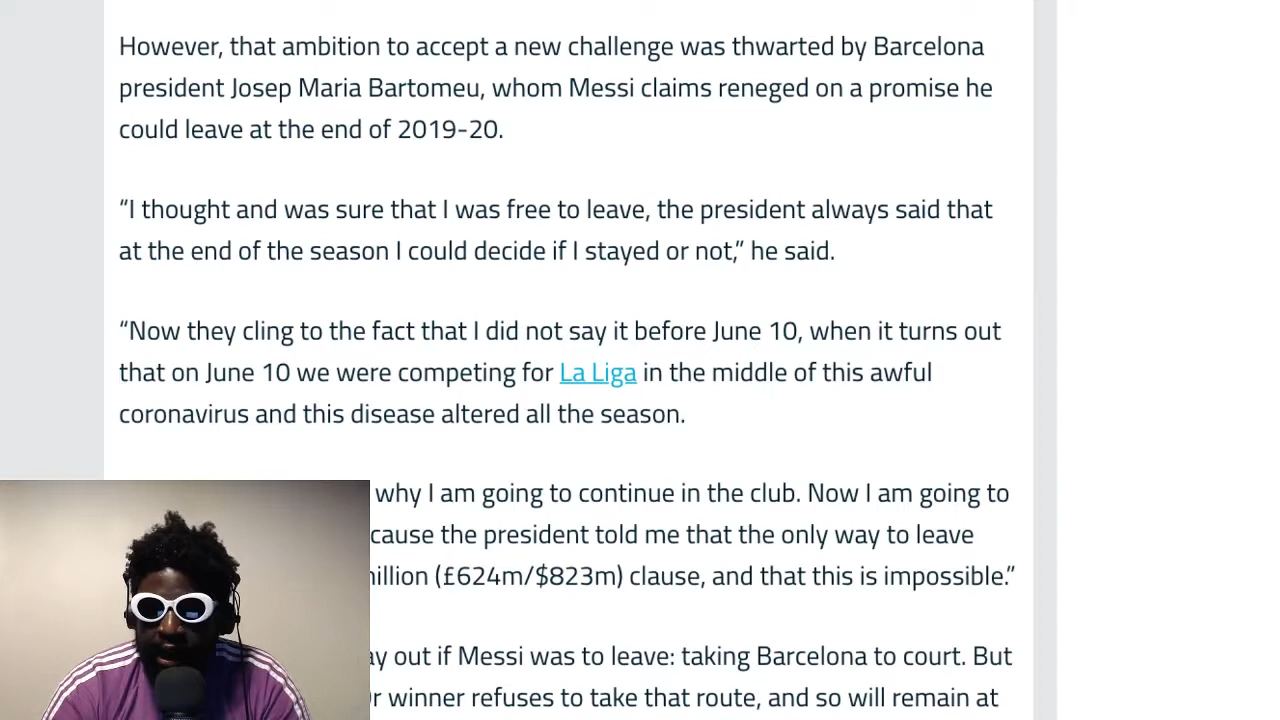 However, that ambition to accept a new challenge was thwarted by Barcelona
president Josep Maria Bartomeu, whom Messi claims reneged on a promise he
could leave at the end of 2019-20.
“I thought and was sure that I was free to leave, the president always said that
at the end of the season I could decide if I stayed or not,” he said.
“Now they cling to the fact that I did not say it before June 10, when it turns out
that on June 10 we were competing for La Liga in the middle of this awful
coronavirus and this disease altered all the season.
why I am going to continue in the club. Now I am going to
cause the president told me that the only way to leave
illion (£624m/$823m) clause, and that this is impossible.”
ay out if Messi was to leave: taking Barcelona to court. But
r winner refuses to take that route, and so will remain at